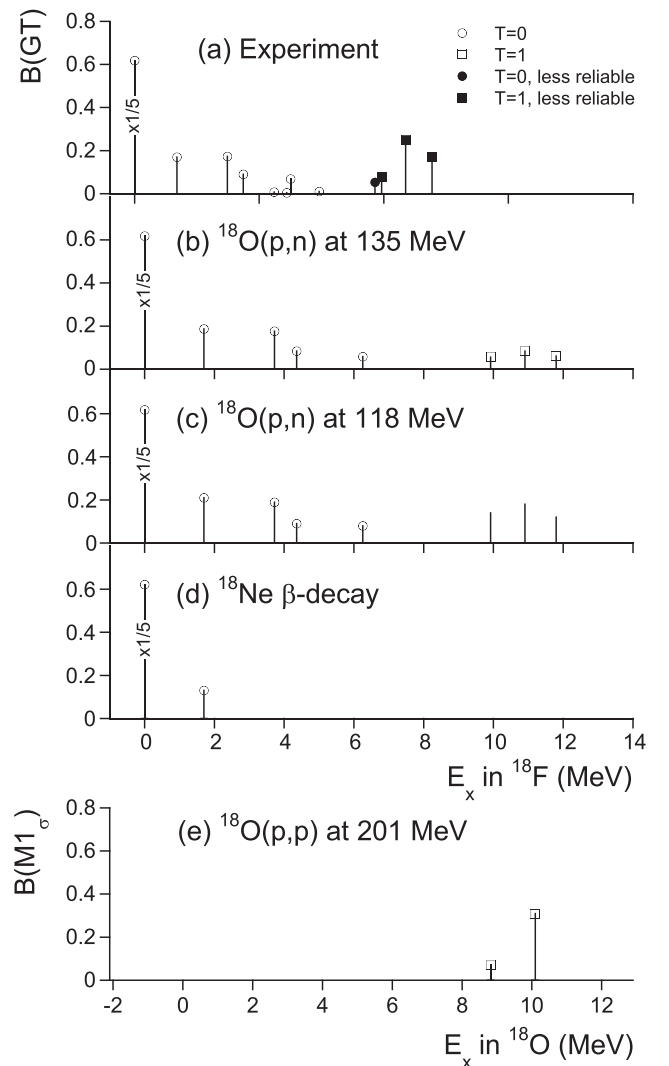 B(GT)
0.8
0.6
0.4
0.2
0
(a) Experiment
x1/5
T=0
T=1
T=0, less reliable
T=1, less reliable
0.6
0.4
0.2
0
(b) ¹⁸O(p,n) at 135 MeV
x1/5
0.6
0.4
0.2
0
(c) ¹⁸O(p,n) at 118 MeV
x1/5
0.6
0.4
0.2
0
(d) ¹⁸Ne β-decay
x1/5
0 2 4 6 8 10 12 14
Eₓ in ¹⁸F (MeV)
B(M1σ)
0.8
0.6
0.4
0.2
0
(e) ¹⁸O(p,p) at 201 MeV
-2 0 2 4 6 8 10 12
Eₓ in ¹⁸O (MeV)